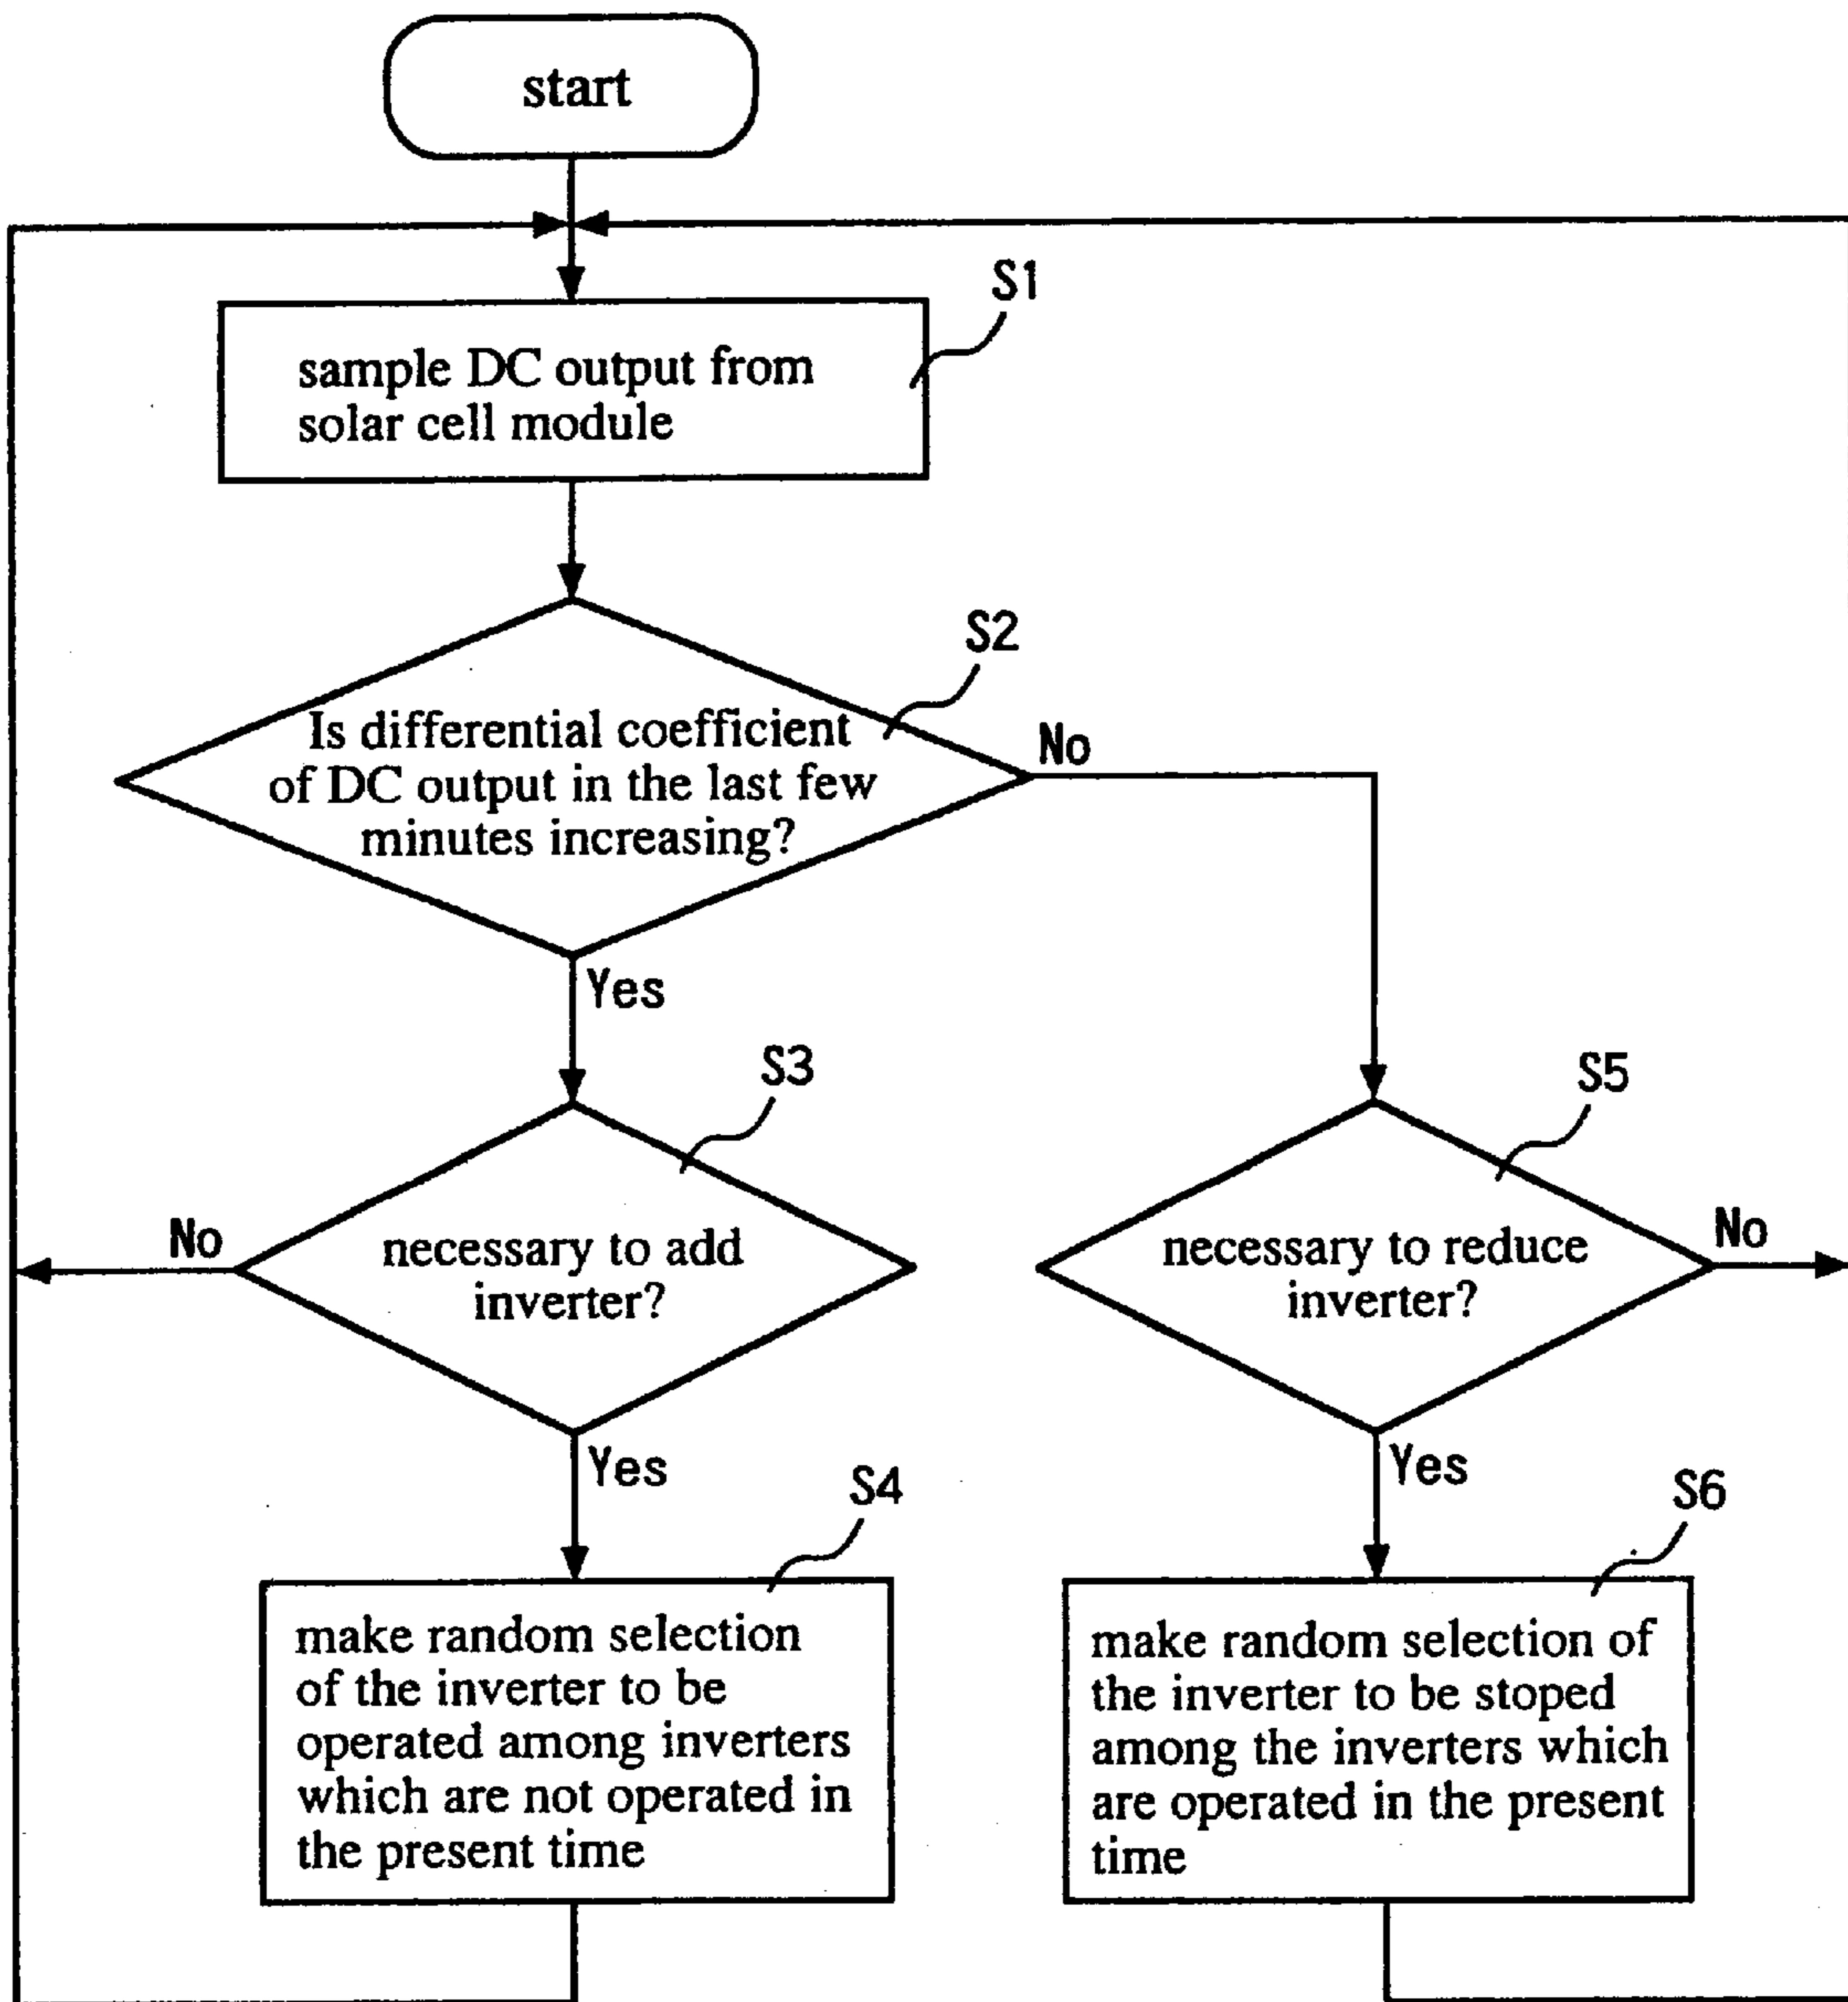 start
S1
sample DC output from
solar cell module
S2
Is differential coefficient
of DC output in the last few
minutes increasing?
No
Yes
S3
necessary to add
inverter?
No
Yes
S4
make random selection
of the inverter to be
operated among inverters
which are not operated in
the present time
S5
necessary to reduce
inverter?
No
Yes
S6
make random selection of
the inverter to be stoped
among the inverters which
are operated in the present
time